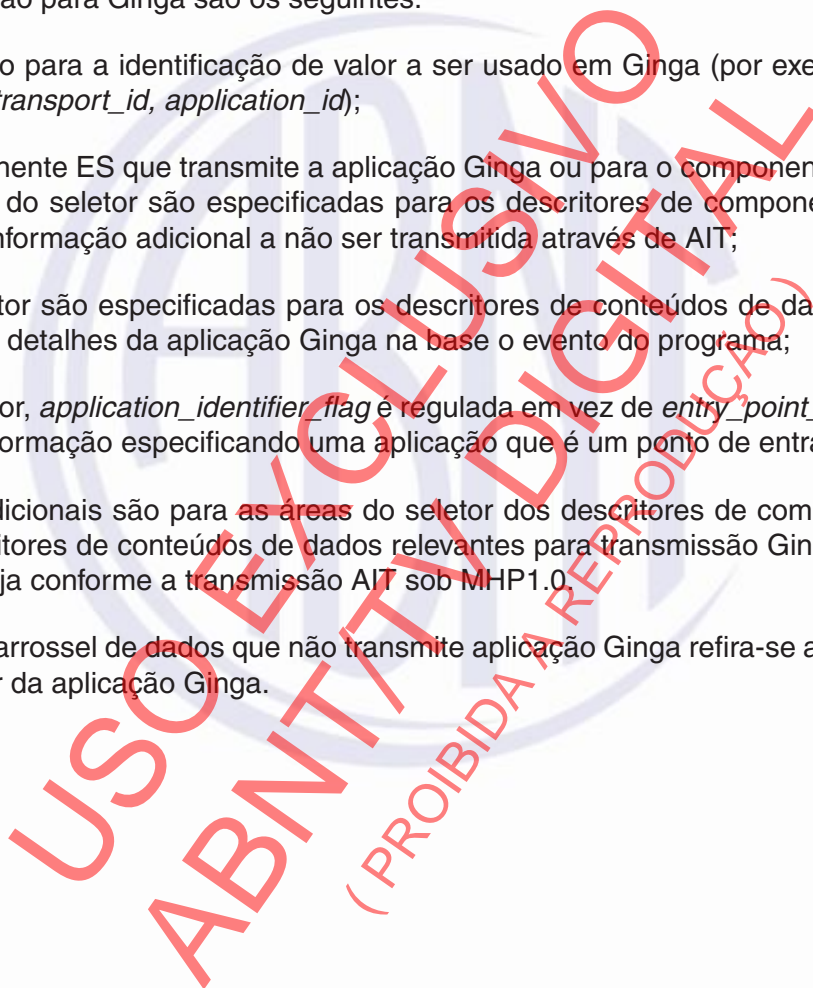 ão para Ginga são os seguintes:
o para a identificação de valor a ser usado em Ginga (por exe
transport_id, application_id);
nente ES que transmite a aplicação Ginga ou para o componen
do seletor são especificadas para os descritores de compone
nformação adicional a não ser transmitida através de AIT;
tor são especificadas para os descritores de conteúdos de da
detalhes da aplicação Ginga na base o evento do programa;
or, application_identifier_flag é regulada em vez de entry_point_
formação especificando uma aplicação que é um ponto de entra
dicionais são para as áreas do seletor dos descritores de com
itores de conteúdos de dados relevantes para transmissão Gin
ja conforme a transmissão AIT sob MHP1.0.
arrossel de dados que não transmite aplicação Ginga refira-se a
r da aplicação Ginga.
USO EXCLUSIVO
ABNT/TV DIGITAL
( PROIBIDA A REPRODUÇÃO )
ABNT